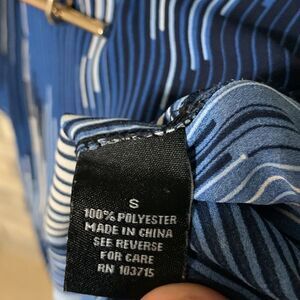 S
100% POLYESTER
MADE IN CHINA
SEE REVERSE
FOR CARE
RN 103715